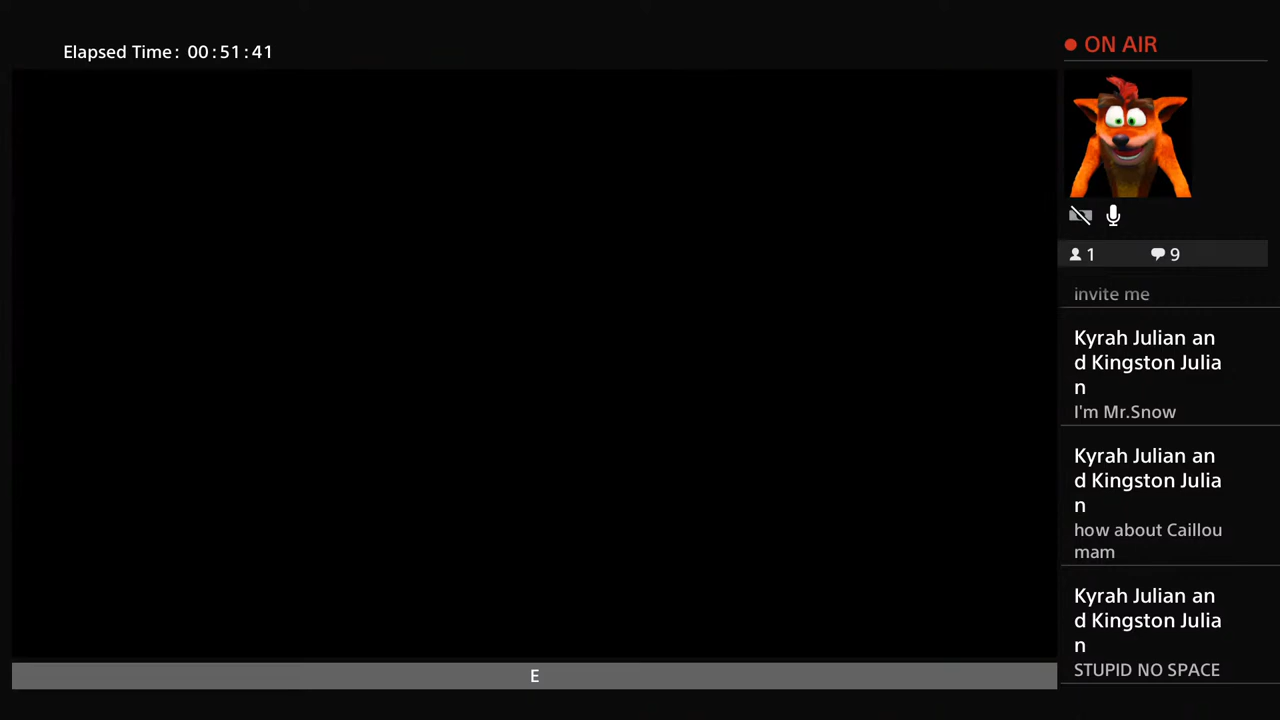 Elapsed Time: 00:51:41
ON AIR
1 9
invite me
Kyrah Julian an
d Kingston Julia
n
I'm Mr.Snow
Kyrah Julian an
d Kingston Julia
n
how about Caillou
mam
Kyrah Julian an
d Kingston Julia
n
STUPID NO SPACE
E